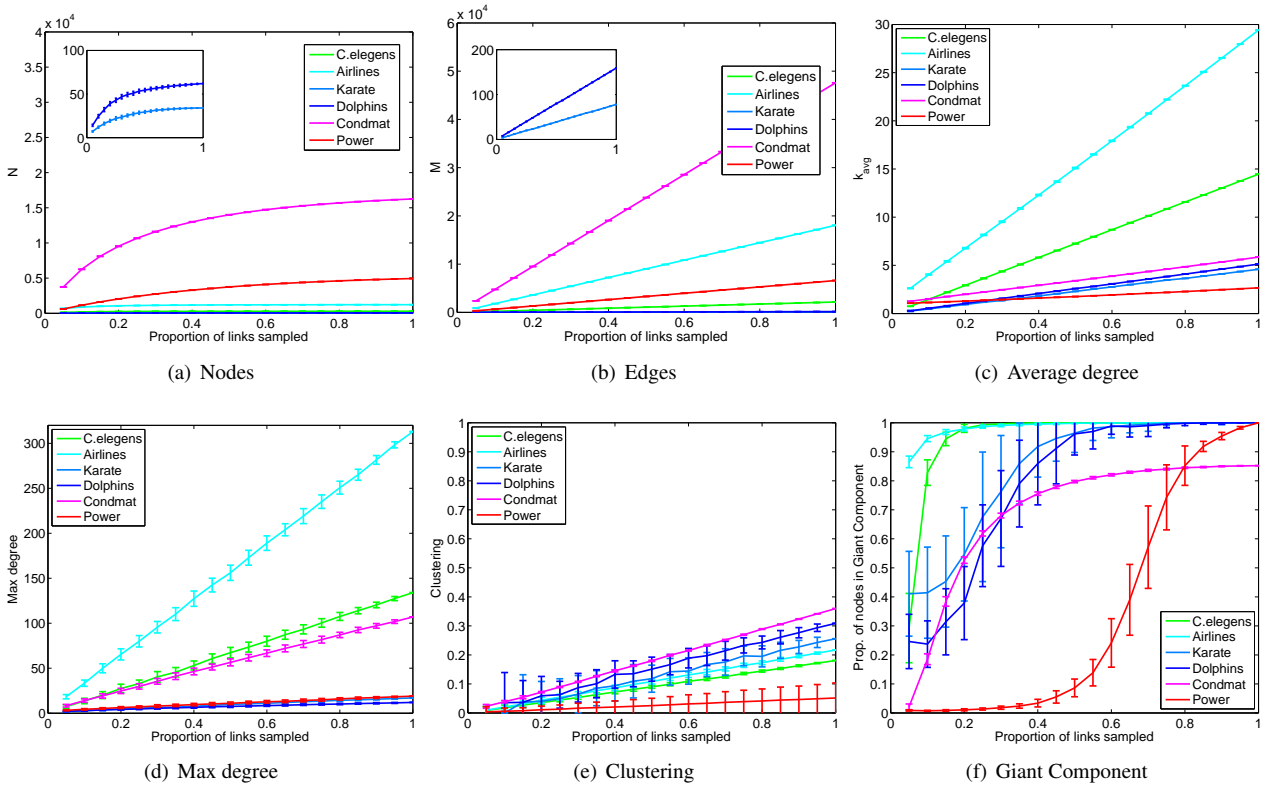 x 10^4
4
3.5
3
2.5
2
1.5
1
0.5
0
N
100
50
0
0
1
C.elegens
Airlines
Karate
Dolphins
Condmat
Power
0
0.2
0.4
0.6
0.8
1
Proportion of links sampled
(a) Nodes
x 10^4
6
5
4
3
2
1
0
M
200
100
0
0
1
C.elegens
Airlines
Karate
Dolphins
Condmat
Power
0
0.2
0.4
0.6
0.8
1
Proportion of links sampled
(b) Edges
30
25
20
15
10
5
0
k_avg
C.elegens
Airlines
Karate
Dolphins
Condmat
Power
0
0.2
0.4
0.6
0.8
1
Proportion of links sampled
(c) Average degree
300
250
200
150
100
50
0
Max degree
C.elegens
Airlines
Karate
Dolphins
Condmat
Power
0
0.2
0.4
0.6
0.8
1
Proportion of links sampled
(d) Max degree
1
0.9
0.8
0.7
0.6
0.5
0.4
0.3
0.2
0.1
0
Clustering
C.elegens
Airlines
Karate
Dolphins
Condmat
Power
0
0.2
0.4
0.6
0.8
1
Proportion of links sampled
(e) Clustering
1
0.9
0.8
0.7
0.6
0.5
0.4
0.3
0.2
0.1
0
Prop. of nodes in Giant Component
C.elegens
Airlines
Karate
Dolphins
Condmat
Power
0
0.2
0.4
0.6
0.8
1
Proportion of links sampled
(f) Giant Component